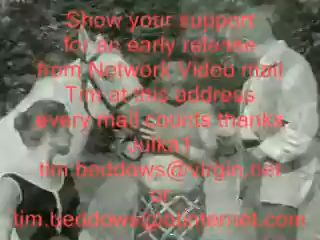 Show your support
for an early release
from Network Video mail
Tim at this address
every mail counts thanks
Juika1
tim.beddows@virgin.net
or
tim.beddows@btinternet.com